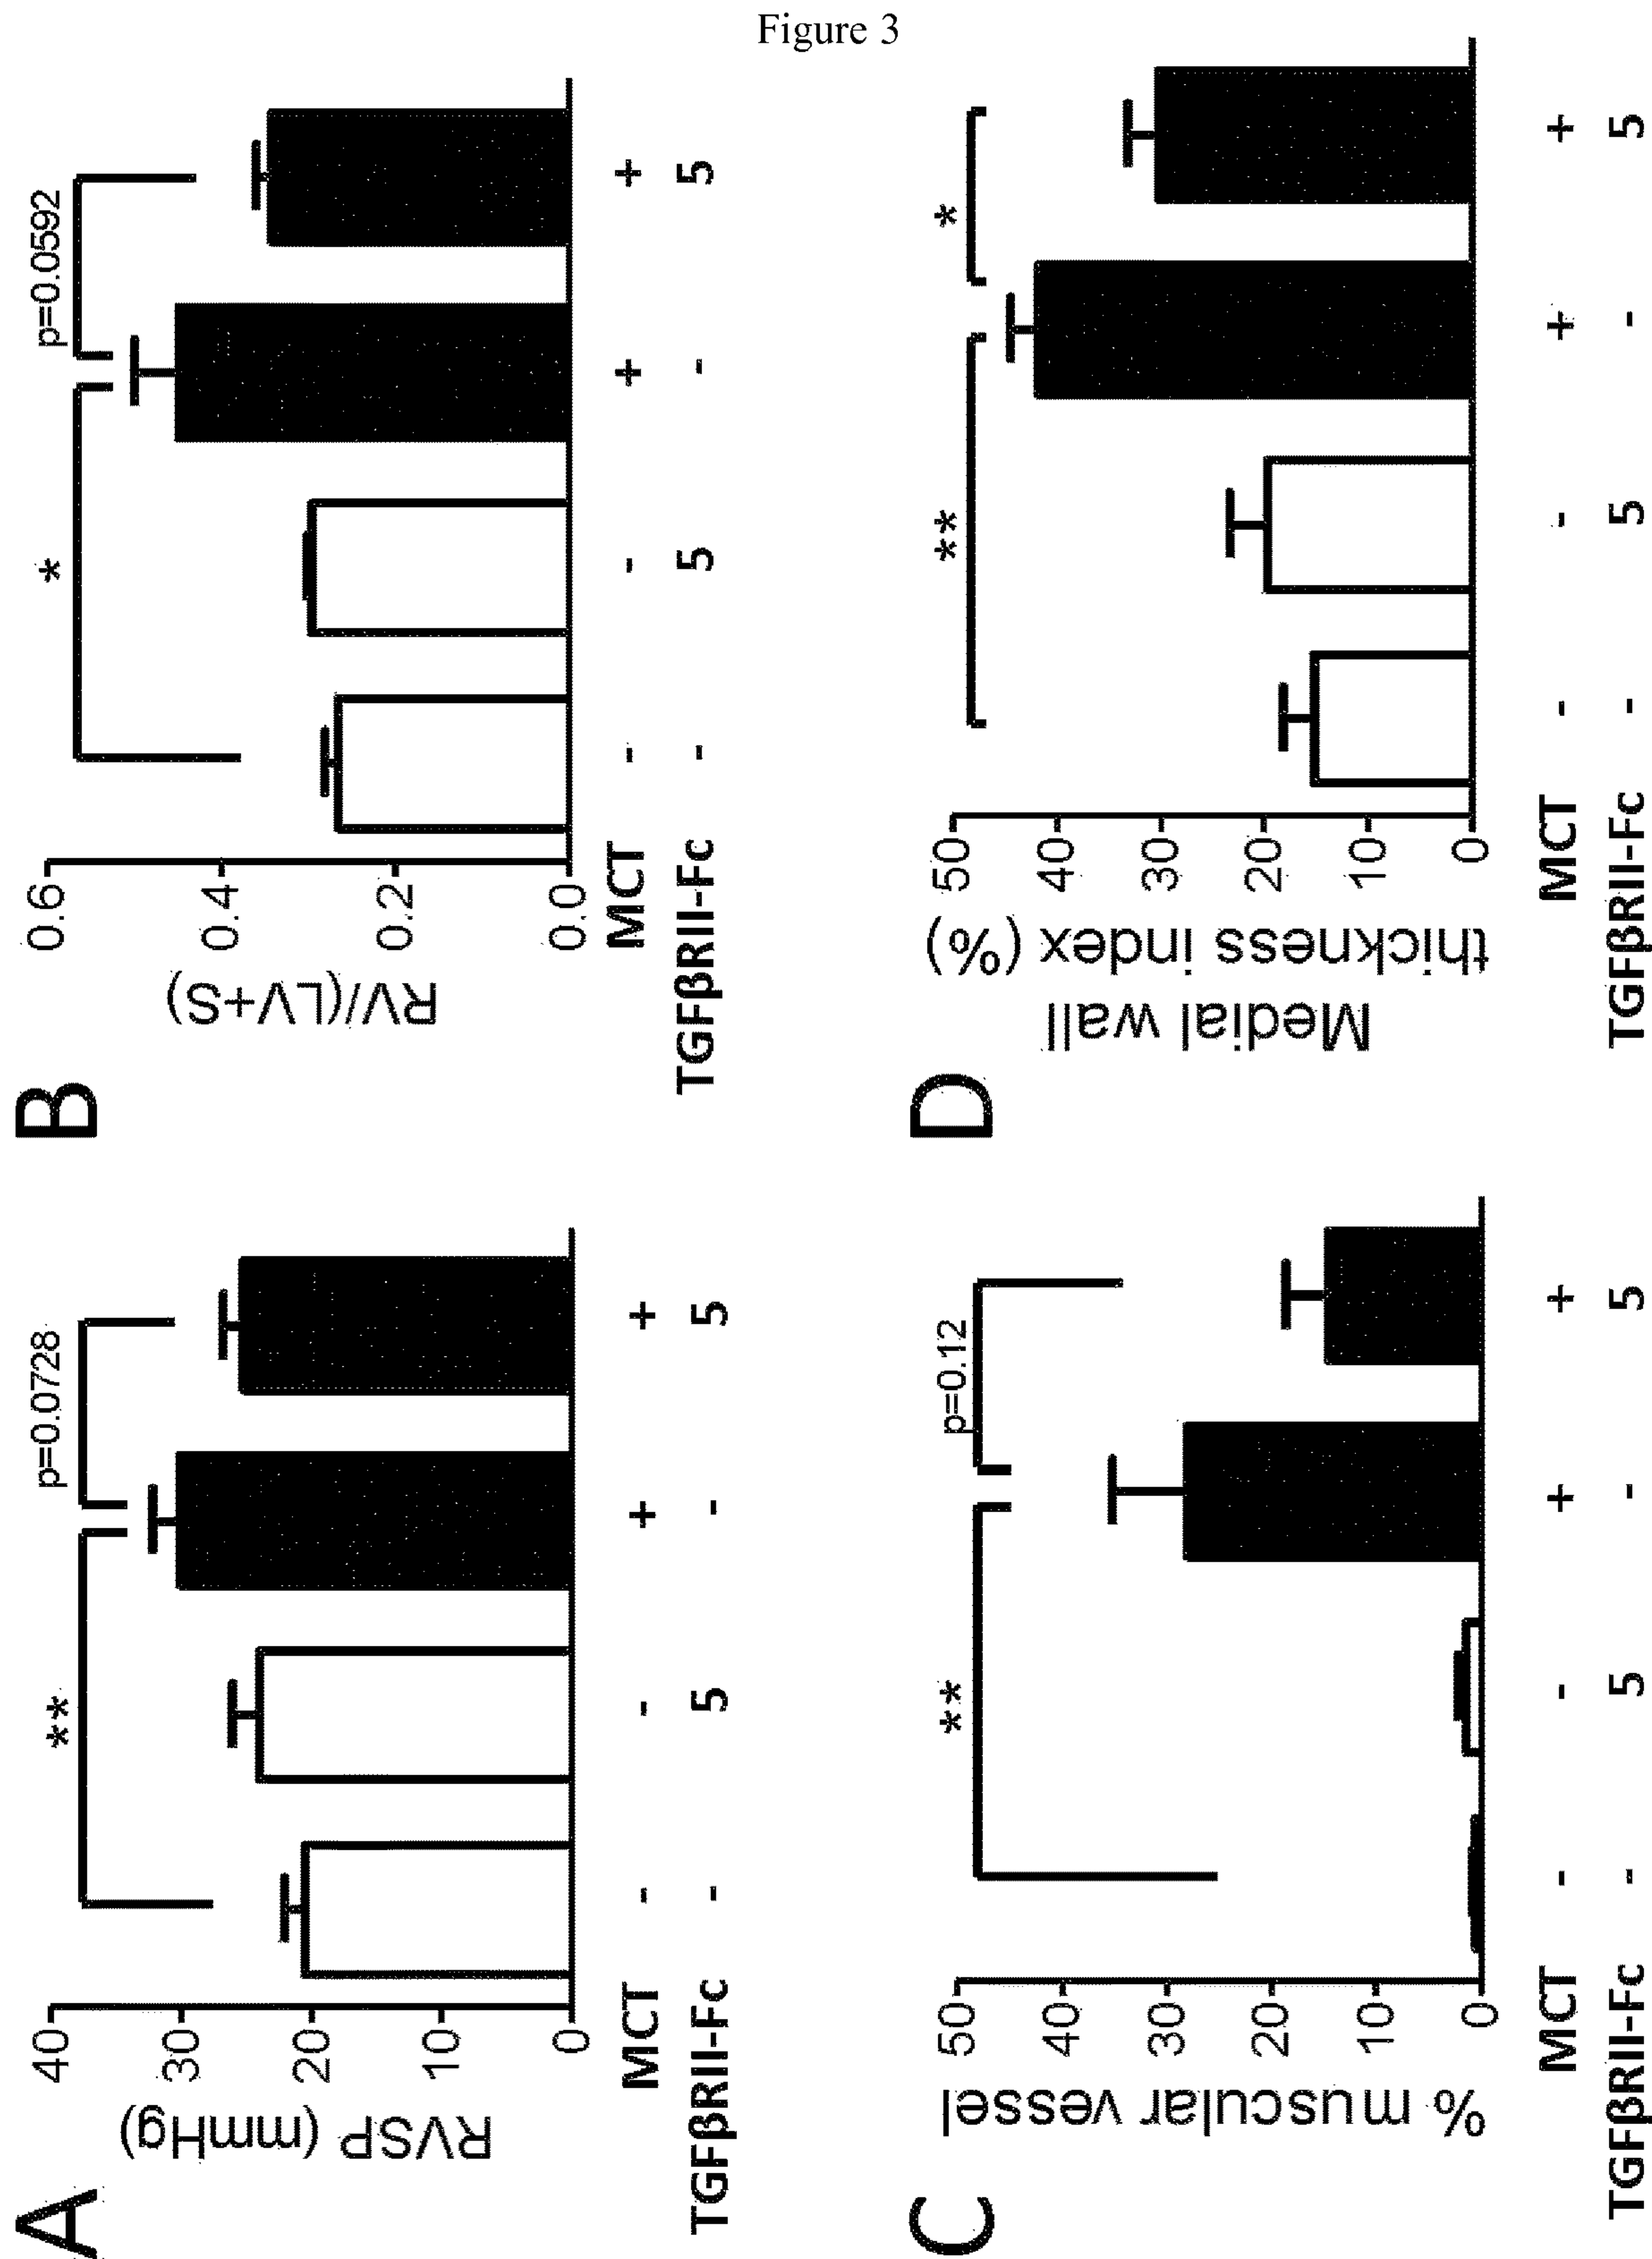 Figure 3
A
RVSP (mmHg)
40
30
20
10
0
**
p=0.0728
MCT - - + +
TGFβRII-Fc - 5 - 5
B
RV/(LV+S)
0.6
0.4
0.2
0.0
*
p=0.0592
MCT - - + +
TGFβRII-Fc - 5 - 5
C
% muscular vessel
50
40
30
20
10
0
**
p=0.12
MCT - - + +
TGFβRII-Fc - 5 - 5
D
Medial wall
thickness index (%)
50
40
30
20
10
0
**
*
MCT - - + +
TGFβRII-Fc - 5 - 5